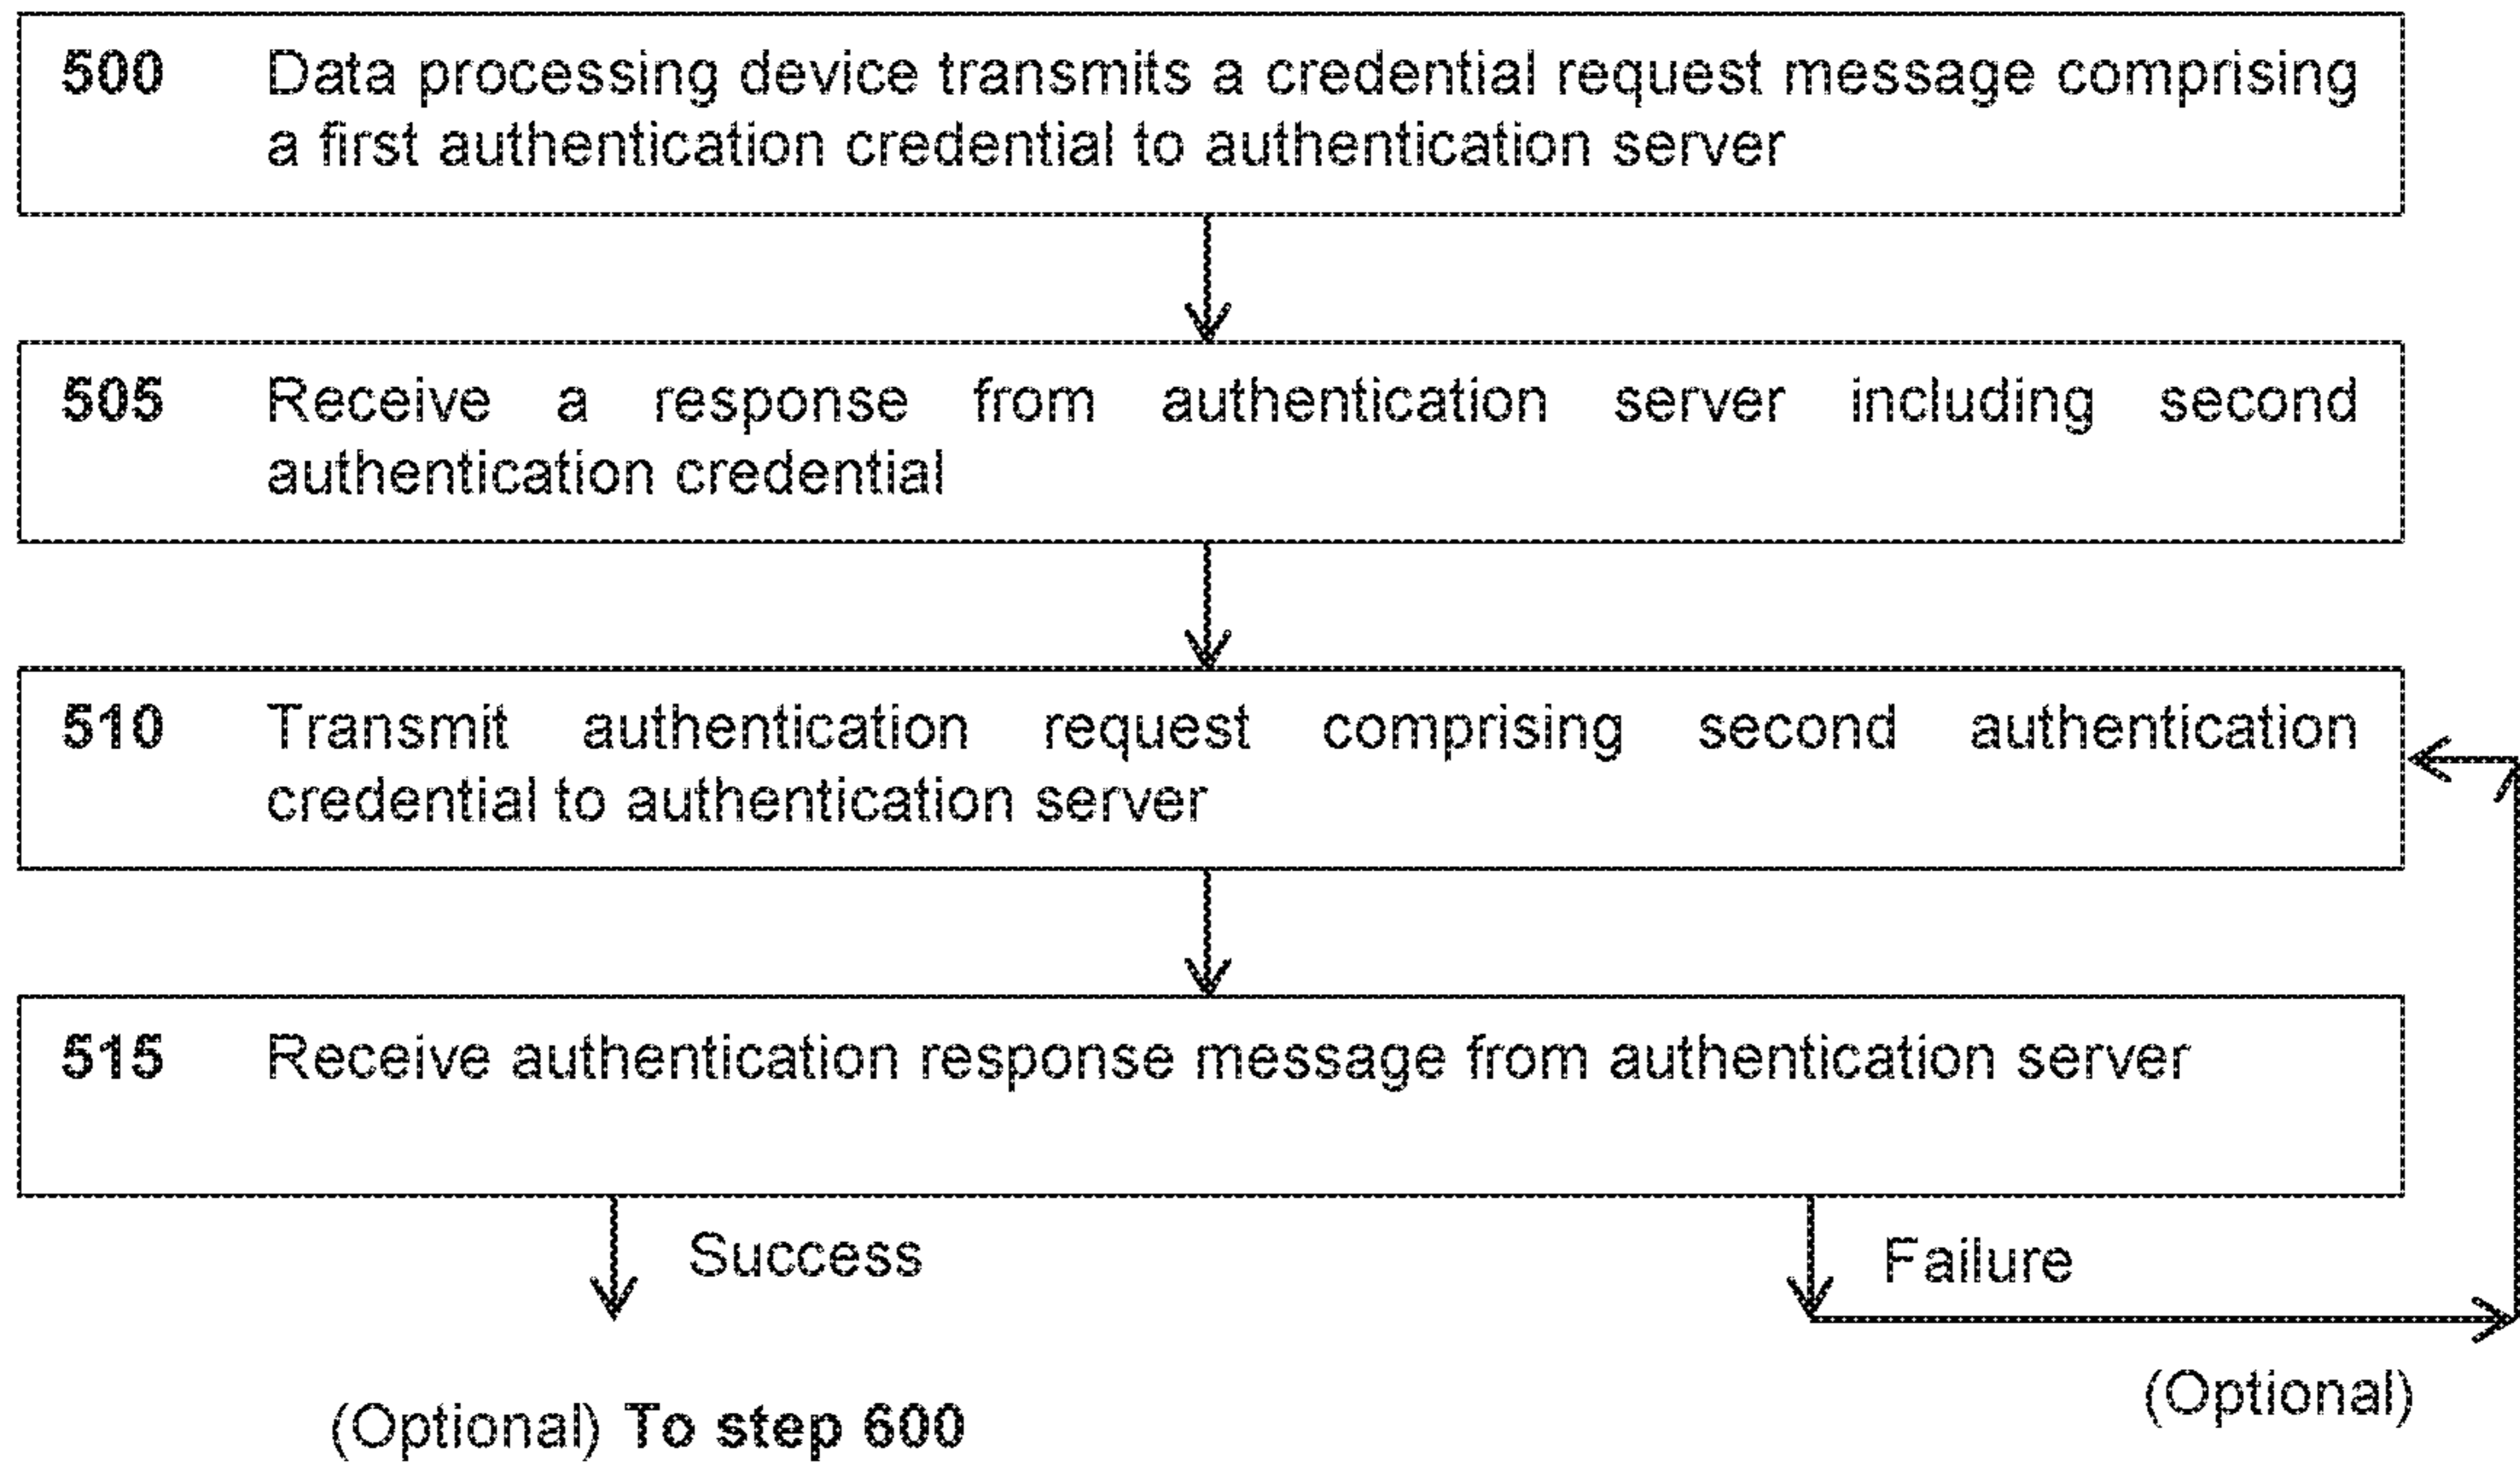 500 Data processing device transmits a credential request message comprising
a first authentication credential to authentication server
505 Receive a response from authentication server including second
authentication credential
510 Transmit authentication request comprising second authentication
credential to authentication server
515 Receive authentication response message from authentication server
Success
Failure
(Optional)
(Optional) To step 600